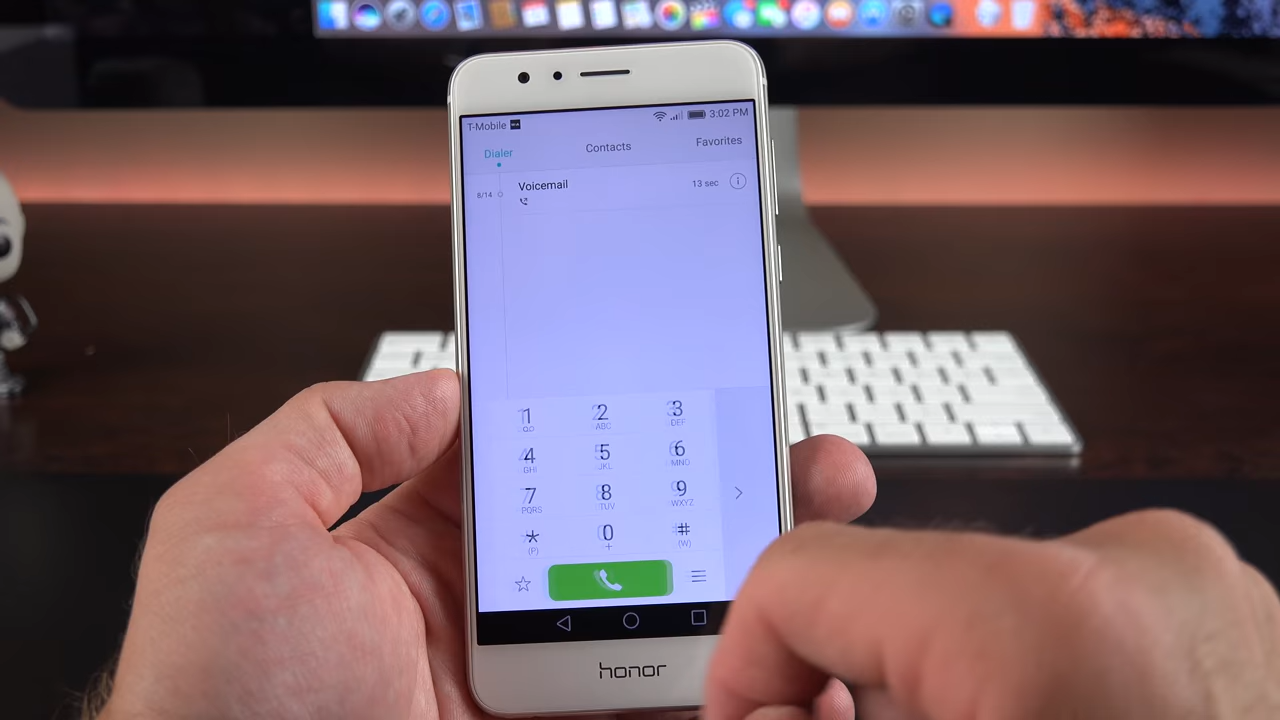 T-Mobile 3:02 PM
Dialer Contacts Favorites
8/14 Voicemail 13 sec
1 2 3
ABC DEF
4 5 6
GHI JKL MNO
7 8 9
PQRS TUV WXYZ
* 0 #
(P) + (W)
honor